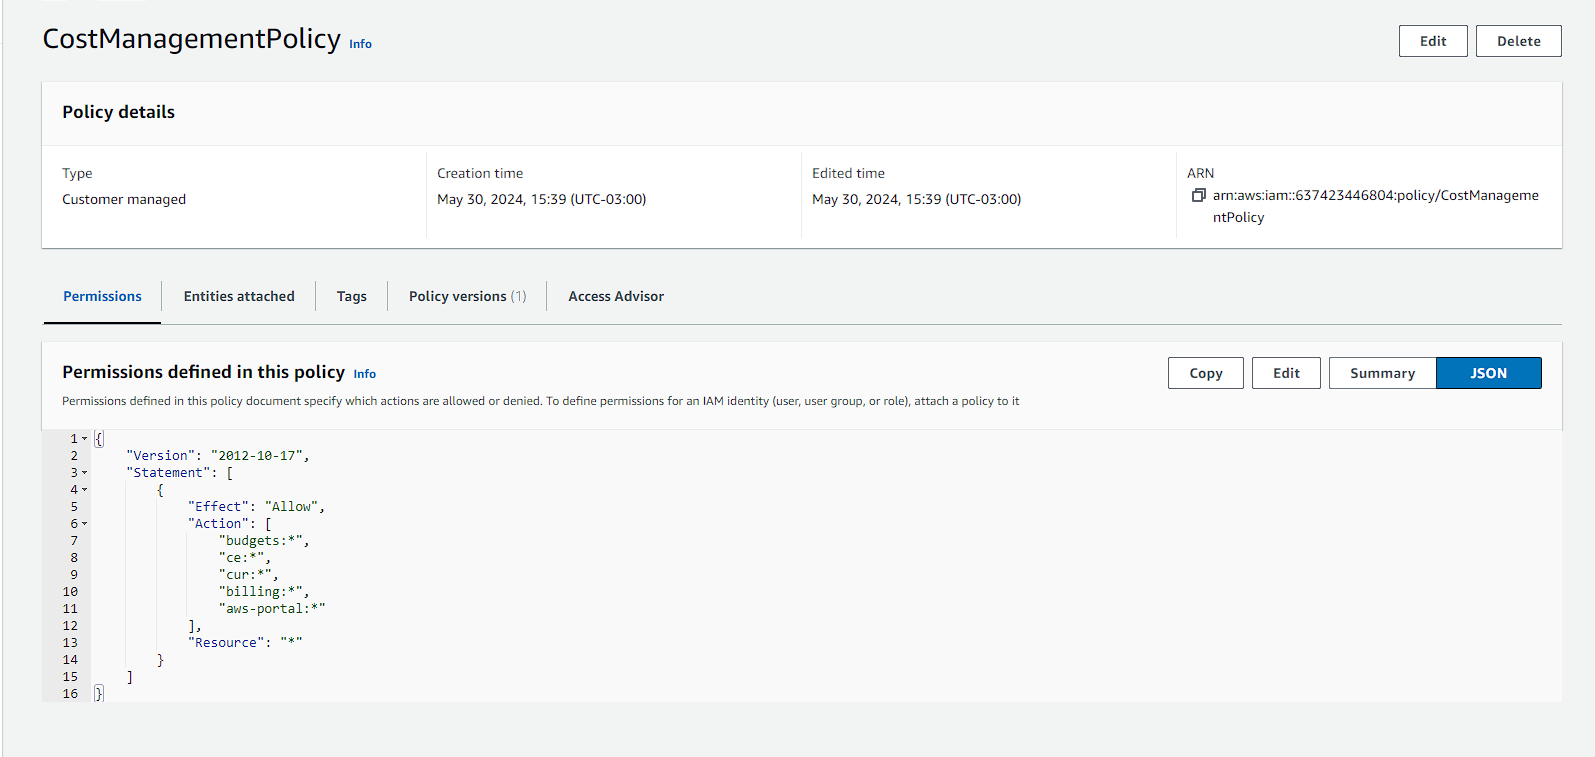 CostManagementPolicy Info
Edit
Delete
Policy details
Type
Customer managed
Creation time
May 30, 2024, 15:39 (UTC-03:00)
Edited time
May 30, 2024, 15:39 (UTC-03:00)
ARN
arn:aws:iam::637423446804:policy/CostManageme
ntPolicy
Permissions
Entities attached
Tags
Policy versions (1)
Access Advisor
Permissions defined in this policy Info
Copy
Edit
Summary
JSON
Permissions defined in this policy document specify which actions are allowed or denied. To define permissions for an IAM identity (user, user group, or role), attach a policy to it
1 {
2     "Version": "2012-10-17",
3     "Statement": [
4         {
5             "Effect": "Allow",
6             "Action": [
7                 "budgets:*",
8                 "ce:*",
9                 "cur:*",
10                 "billing:*",
11                 "aws-portal:*"
12             ],
13             "Resource": "*"
14         }
15     ]
16 }